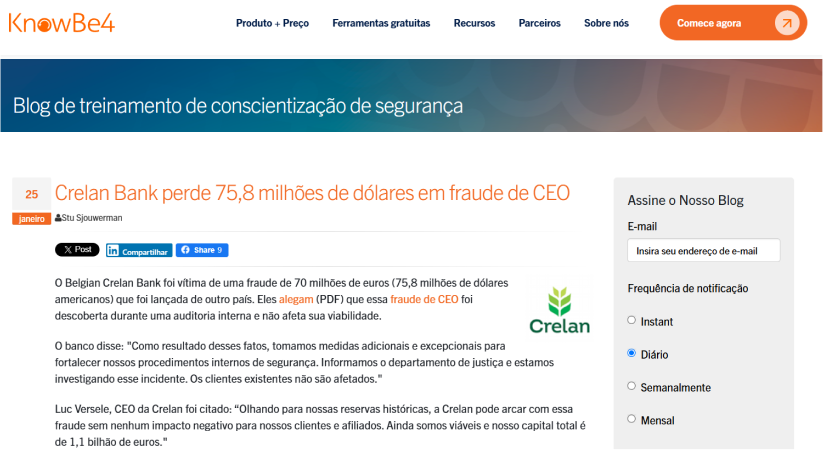 KnowBe4
Produto + Preço
Ferramentas gratuitas
Recursos
Parceiros
Sobre nós
Comece agora
Blog de treinamento de conscientização de segurança
25
janeiro
Crelan Bank perde 75,8 milhões de dólares em fraude de CEO
Stu Sjouwerman
X Post
in Compartilhar
Share 9
O Belgian Crelan Bank foi vítima de uma fraude de 70 milhões de euros (75,8 milhões de dólares
americanos) que foi lançada de outro país. Eles alegam (PDF) que essa fraude de CEO foi
descoberta durante uma auditoria interna e não afeta sua viabilidade.
Crelan
O banco disse: "Como resultado desses fatos, tomamos medidas adicionais e excepcionais para
fortalecer nossos procedimentos internos de segurança. Informamos o departamento de justiça e estamos
investigando esse incidente. Os clientes existentes não são afetados."
Luc Versele, CEO da Crelan foi citado: “Olhando para nossas reservas históricas, a Crelan pode arcar com essa
fraude sem nenhum impacto negativo para nossos clientes e afiliados. Ainda somos viáveis e nosso capital total é
de 1,1 bilhão de euros."
Assine o Nosso Blog
E-mail
Insira seu endereço de e-mail
Frequência de notificação
Instant
Diário
Semanalmente
Mensal